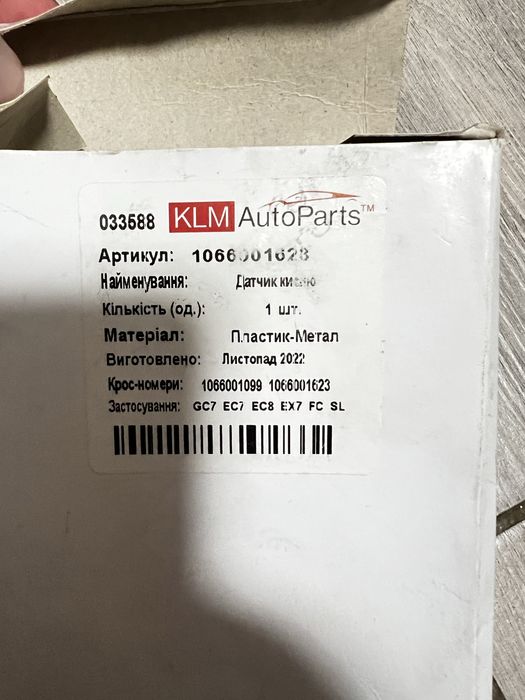 033588 KLM AutoParts™
Артикул: 1066001623
Найменування: Датчик кисню
Кількість (од.): 1 шт.
Матеріал: Пластик-Метал
Виготовлено: Листопад 2022
Крос-номери: 1066001099 1066001623
Застосування: GC7 EC7 EC8 EX7 FC SL